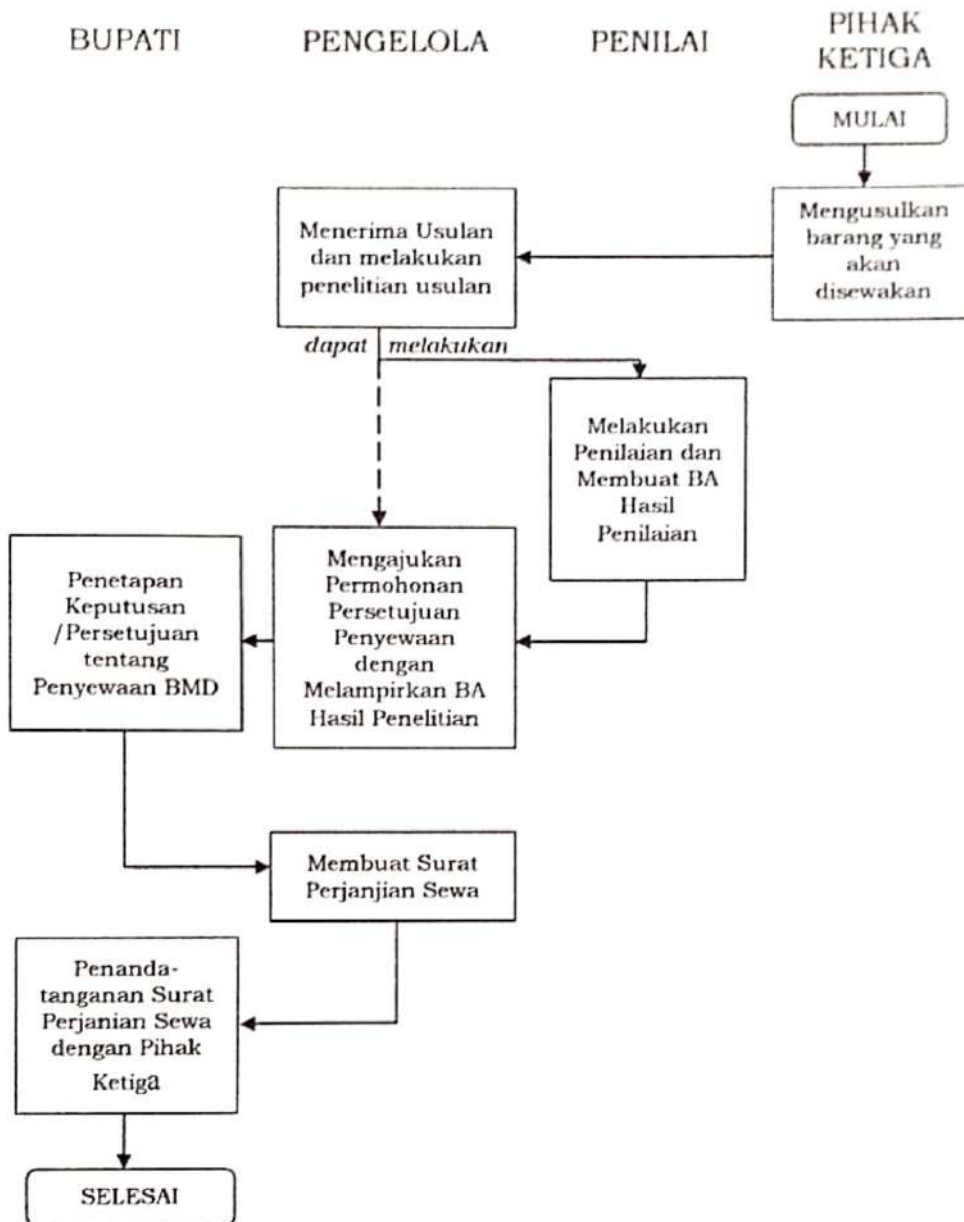 BUPATI
PENGELOLA
PENILAI
PIHAK
KETIGA
MULAI
Mengusulkan
barang yang
akan
disewakan
Menerima Usulan
dan melakukan
penelitian usulan
dapat melakukan
Melakukan
Penilaian dan
Membuat BA
Hasil
Penilaian
Mengajukan
Permohonan
Persetujuan
Penyewaan
dengan
Melampirkan BA
Hasil Penelitian
Penetapan
Keputusan
/Persetujuan
tentang
Penyewaan BMD
Membuat Surat
Perjanjian Sewa
Penanda-
tanganan Surat
Perjanian Sewa
dengan Pihak
Ketiga
SELESAI